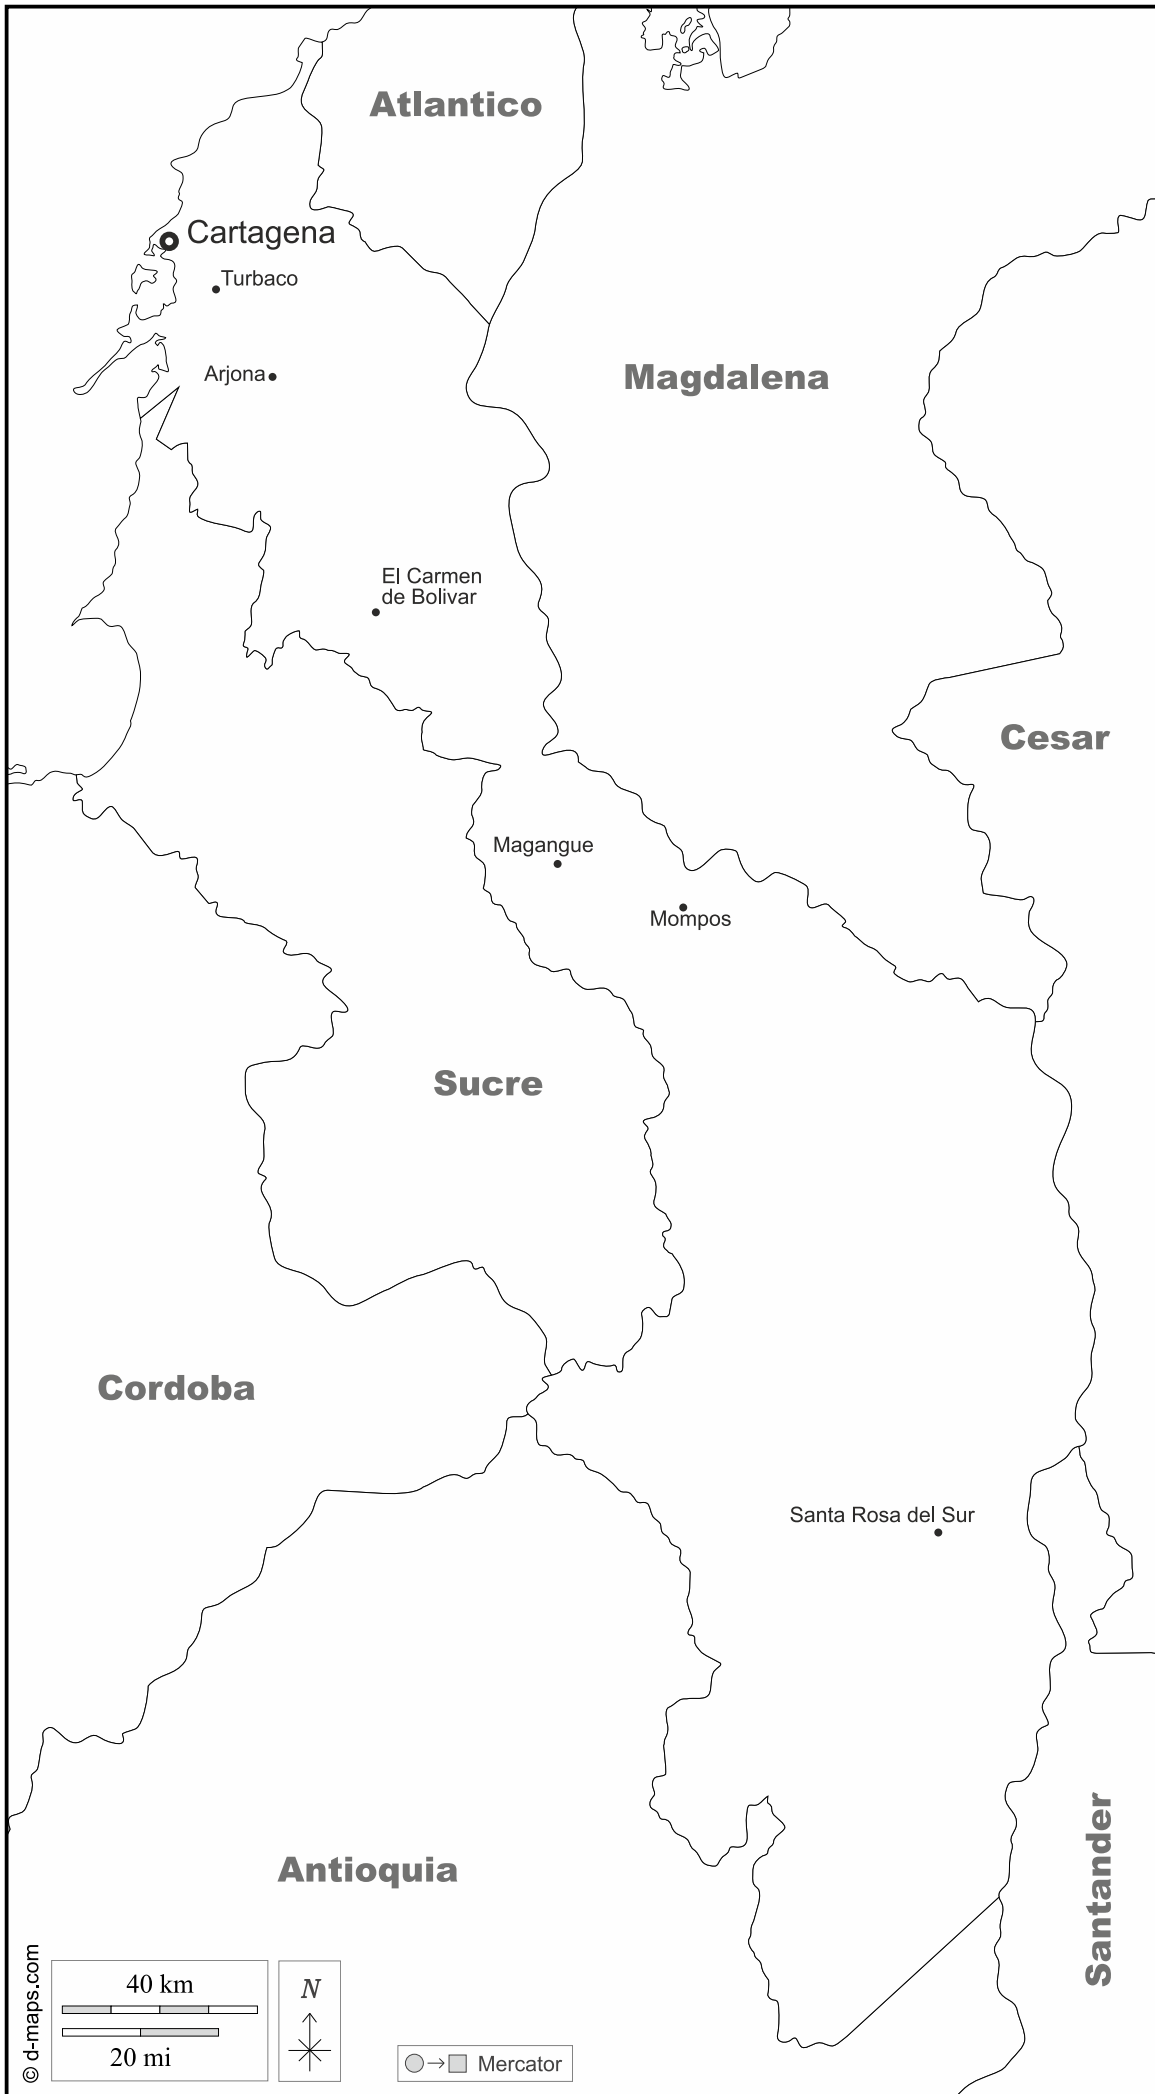 Atlantico
Cartagena
Turbaco
Magdalena
Arjona
El Carmen
de Bolivar
Cesar
Magangue
Mompos
Sucre
Cordoba
Santa Rosa del Sur
Antioquia
Santander
© d-maps.com
40 km
20 mi
N
Mercator